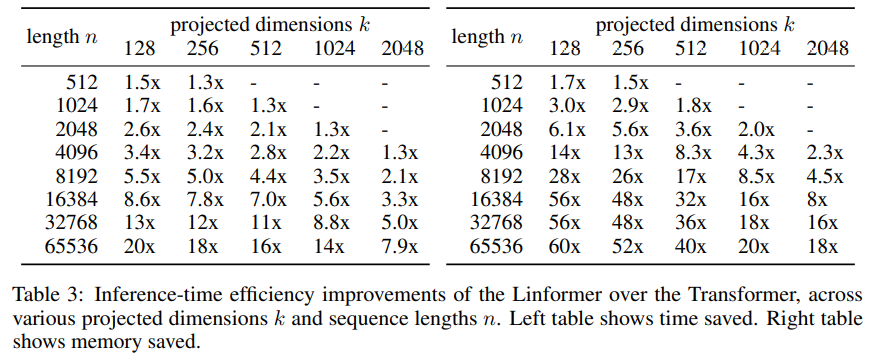 length n projected dimensions k
128 256 512 1024 2048
512 1.5x 1.3x - - -
1024 1.7x 1.6x 1.3x - -
2048 2.6x 2.4x 2.1x 1.3x -
4096 3.4x 3.2x 2.8x 2.2x 1.3x
8192 5.5x 5.0x 4.4x 3.5x 2.1x
16384 8.6x 7.8x 7.0x 5.6x 3.3x
32768 13x 12x 11x 8.8x 5.0x
65536 20x 18x 16x 14x 7.9x
length n projected dimensions k
128 256 512 1024 2048
512 1.7x 1.5x - - -
1024 3.0x 2.9x 1.8x - -
2048 6.1x 5.6x 3.6x 2.0x -
4096 14x 13x 8.3x 4.3x 2.3x
8192 28x 26x 17x 8.5x 4.5x
16384 56x 48x 32x 16x 8x
32768 56x 48x 36x 18x 16x
65536 60x 52x 40x 20x 18x
Table 3: Inference-time efficiency improvements of the Linformer over the Transformer, across
various projected dimensions k and sequence lengths n. Left table shows time saved. Right table
shows memory saved.